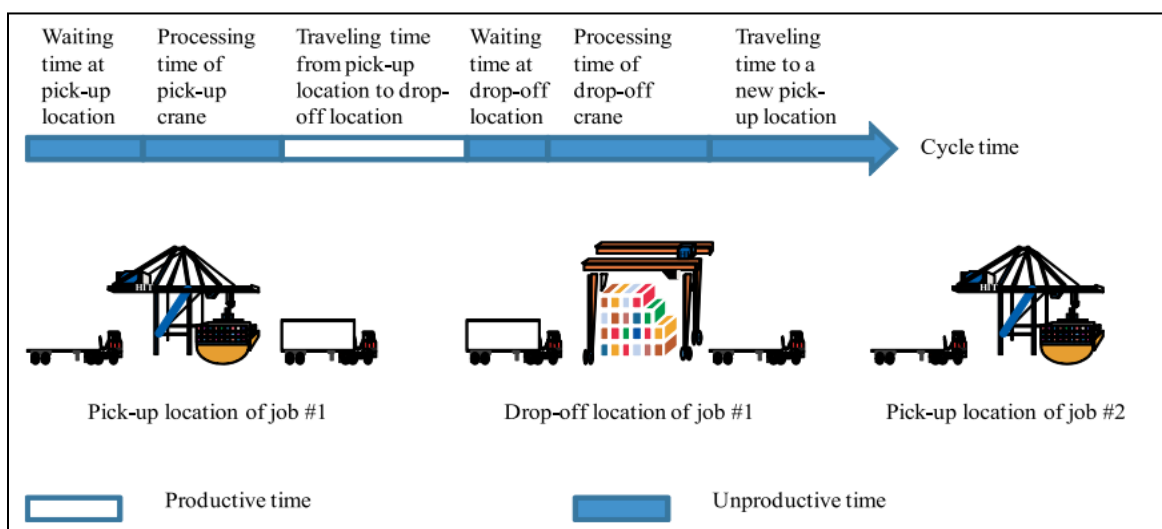 Waiting
time at
pick-up
location
Processing
time of
pick-up
crane
Traveling time
from pick-up
location to drop-
off location
Waiting
time at
drop-off
location
Processing
time of
drop-off
crane
Traveling
time to a
new pick-
up location
Cycle time
HIT
HIT
Pick-up location of job #1
Drop-off location of job #1
Pick-up location of job #2
Productive time
Unproductive time